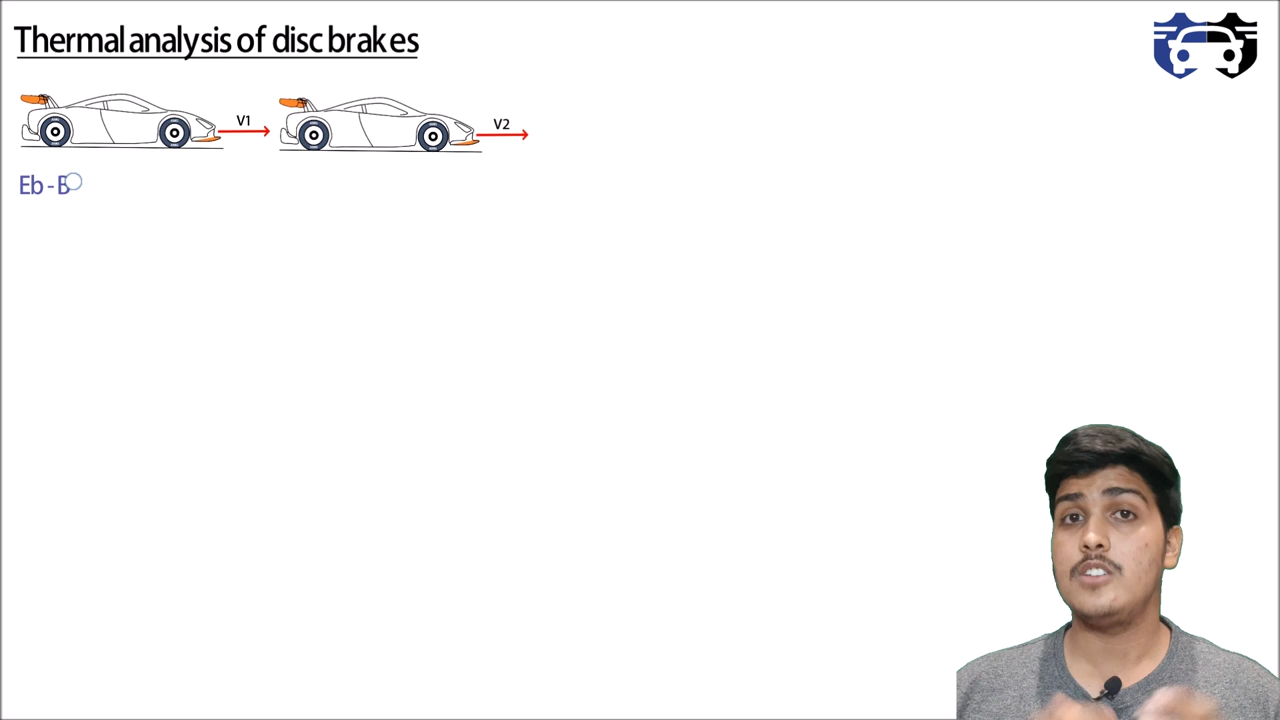 Thermal analysis of disc brakes
V1
V2
Eb - B